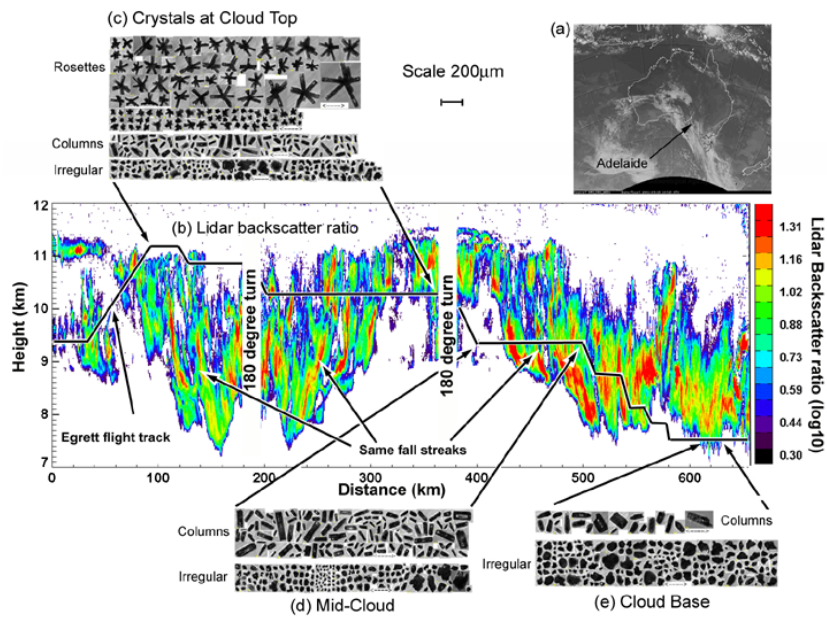 (c) Crystals at Cloud Top
Rosettes
Columns
Irregular
Scale 200μm
(a)
Adelaide
(b) Lidar backscatter ratio
12
11
10
9
8
7
Height (km)
0
100
200
300
400
500
600
Distance (km)
180 degree turn
180 degree turn
Egrett flight track
Same fall streaks
1.31
1.16
1.02
0.88
0.73
0.59
0.44
0.30
Lidar Backscatter ratio (log10)
Columns
Irregular
(d) Mid-Cloud
Columns
Irregular
(e) Cloud Base